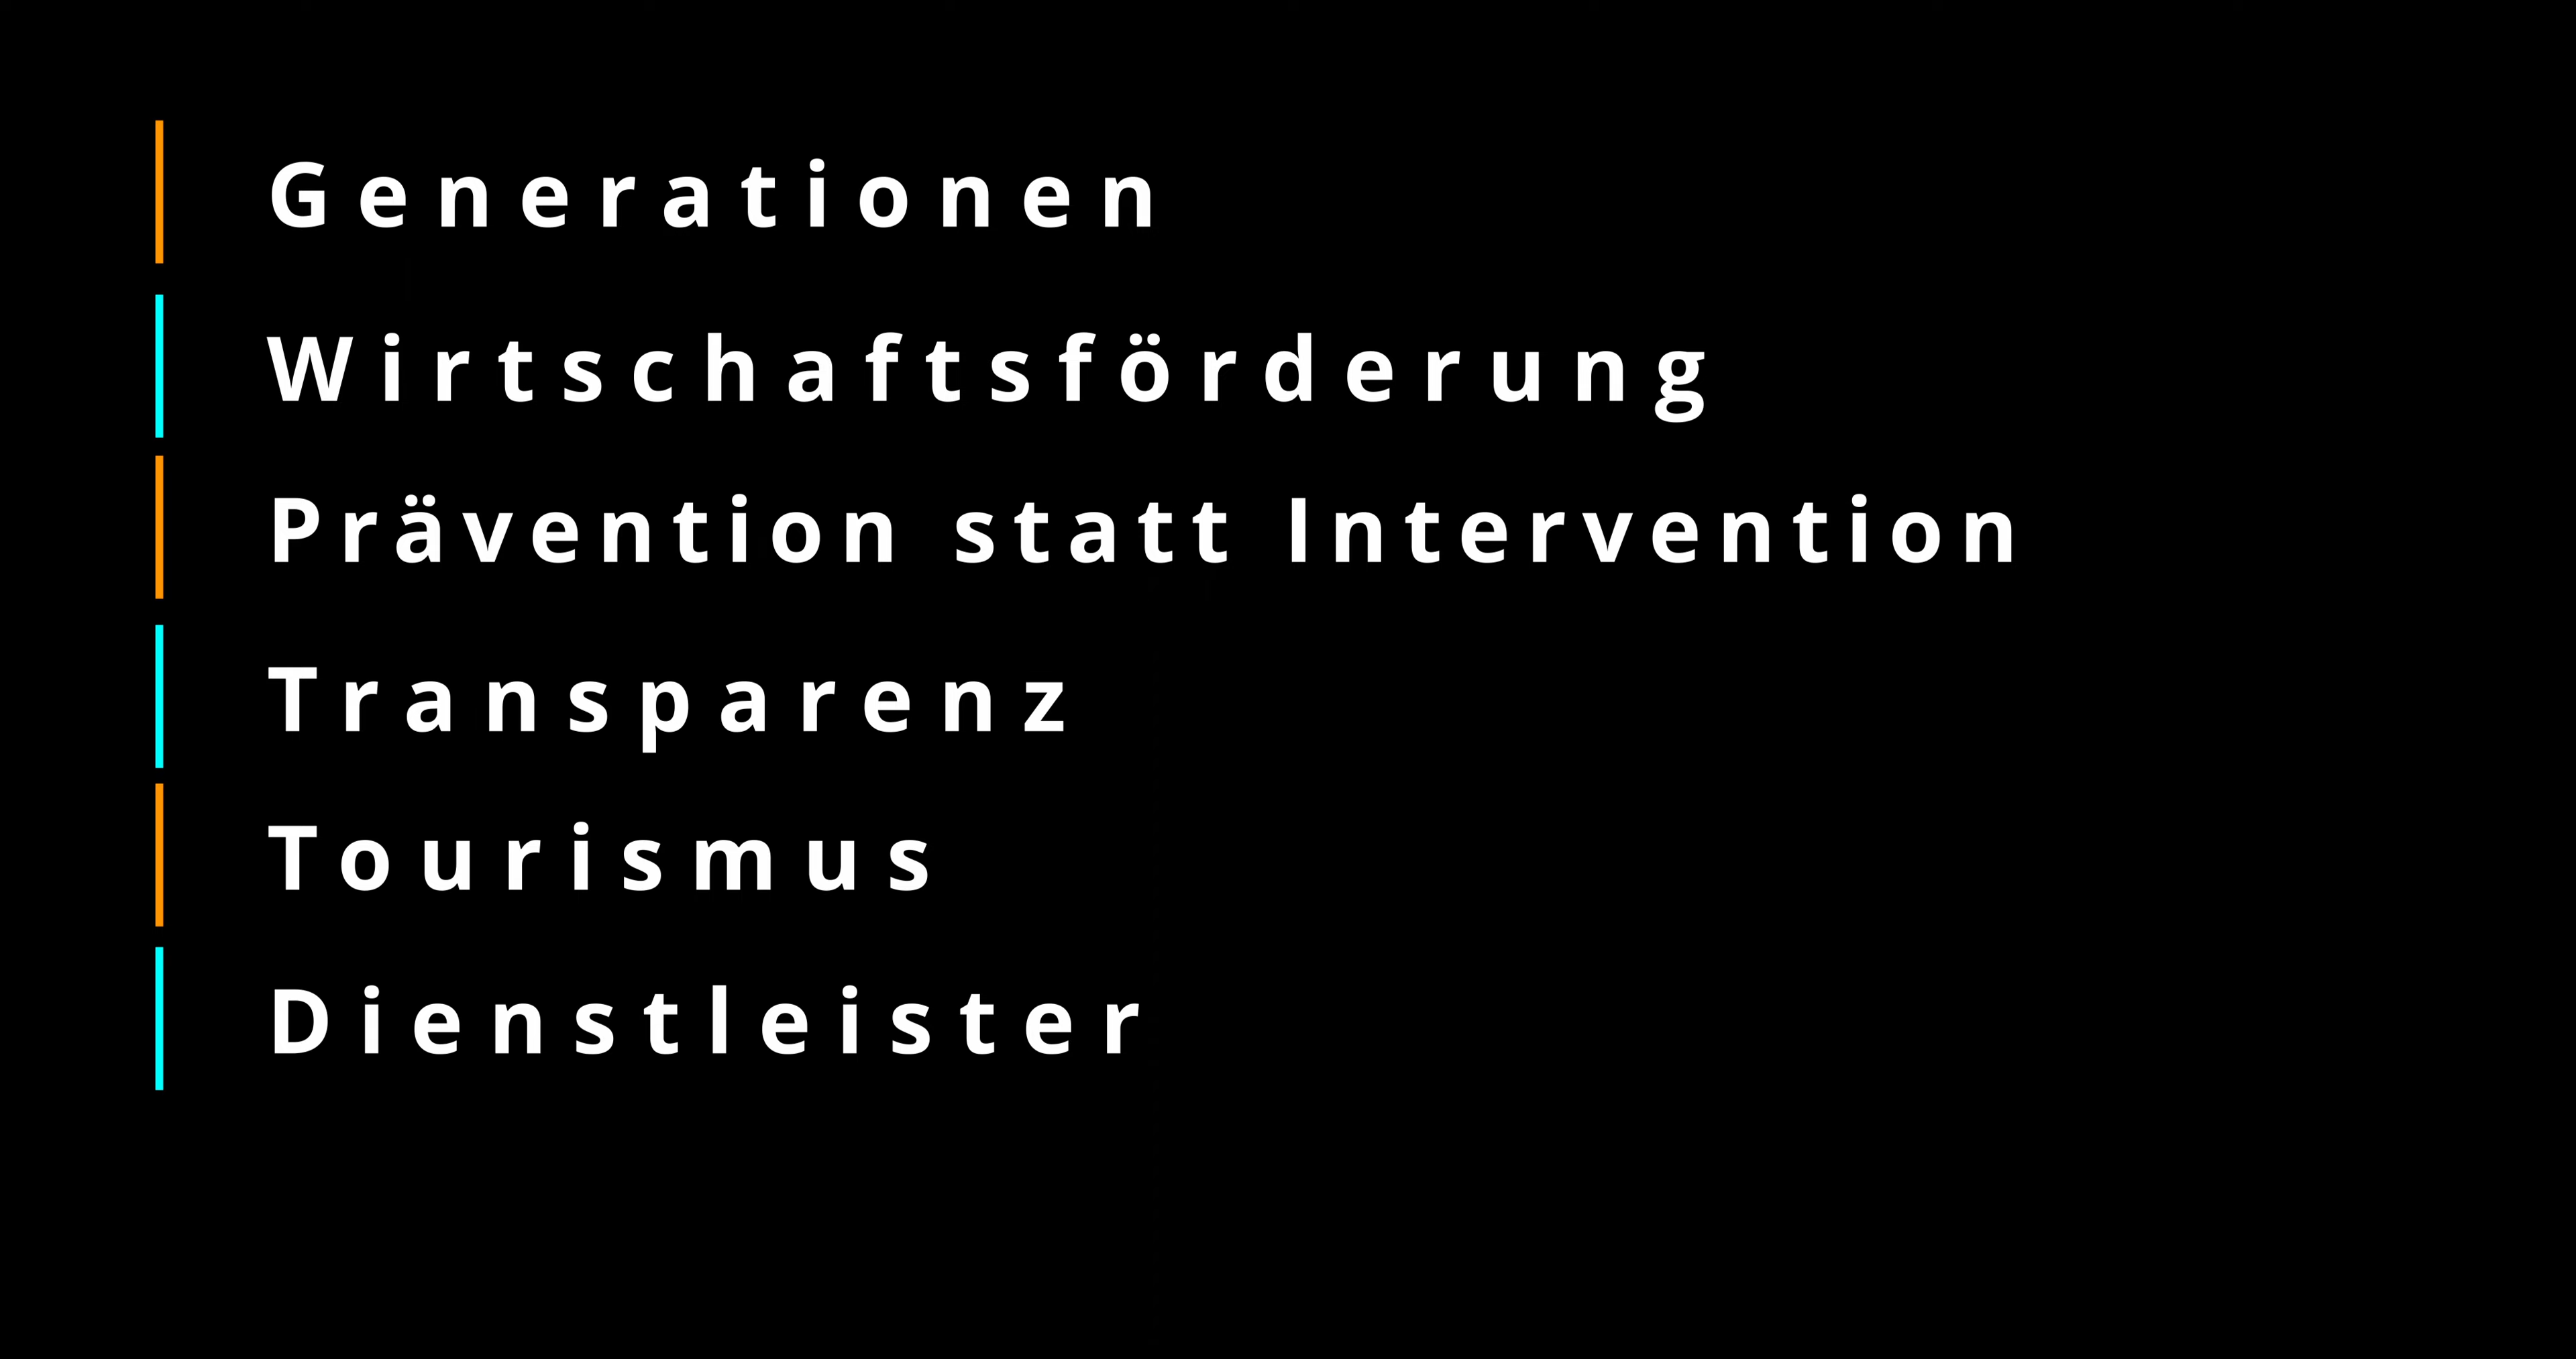 Generationen
Wirtschaftsförderung
Prävention statt Intervention
Transparenz
Tourismus
Dienstleister